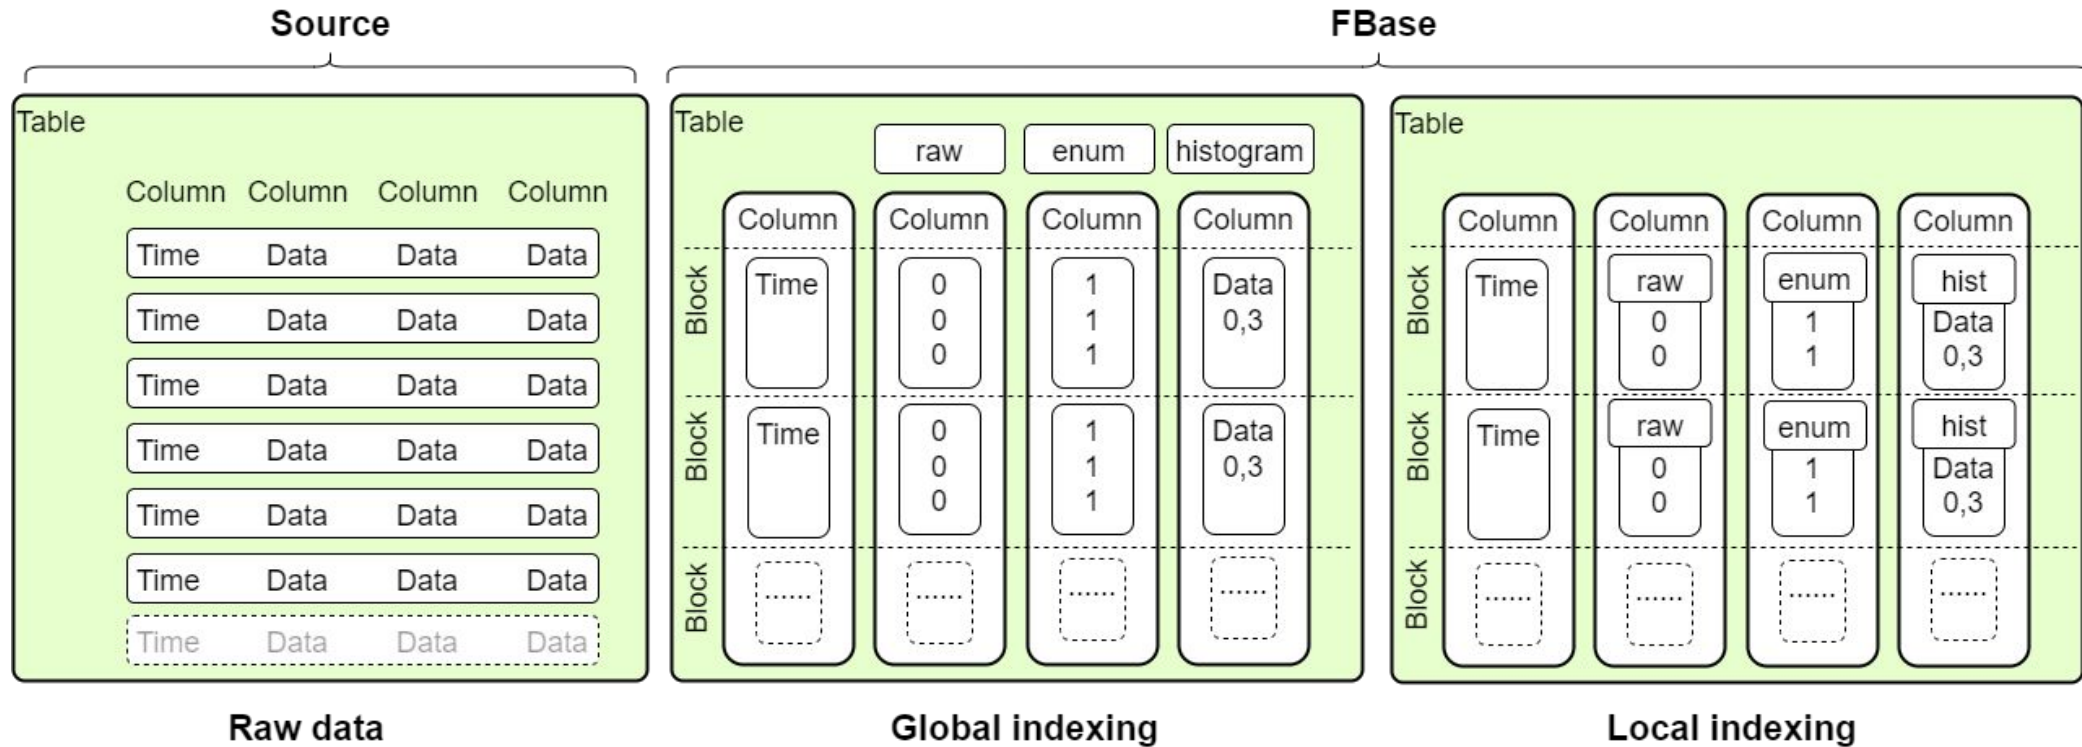 Source
FBase
Table
Column Column Column Column
Time Data Data Data
Time Data Data Data
Time Data Data Data
Time Data Data Data
Time Data Data Data
Time Data Data Data
Time Data Data Data
Raw data
Table
raw enum histogram
Column Column Column Column
Block
Time
0
0
0
1
1
1
Data
0,3
Block
Time
0
0
0
1
1
1
Data
0,3
Block
...... ...... ...... ......
Global indexing
Table
Column Column Column Column
Block
Time
raw
0
0
enum
1
1
hist
Data
0,3
Block
Time
raw
0
0
enum
1
1
hist
Data
0,3
Block
...... ...... ...... ......
Local indexing